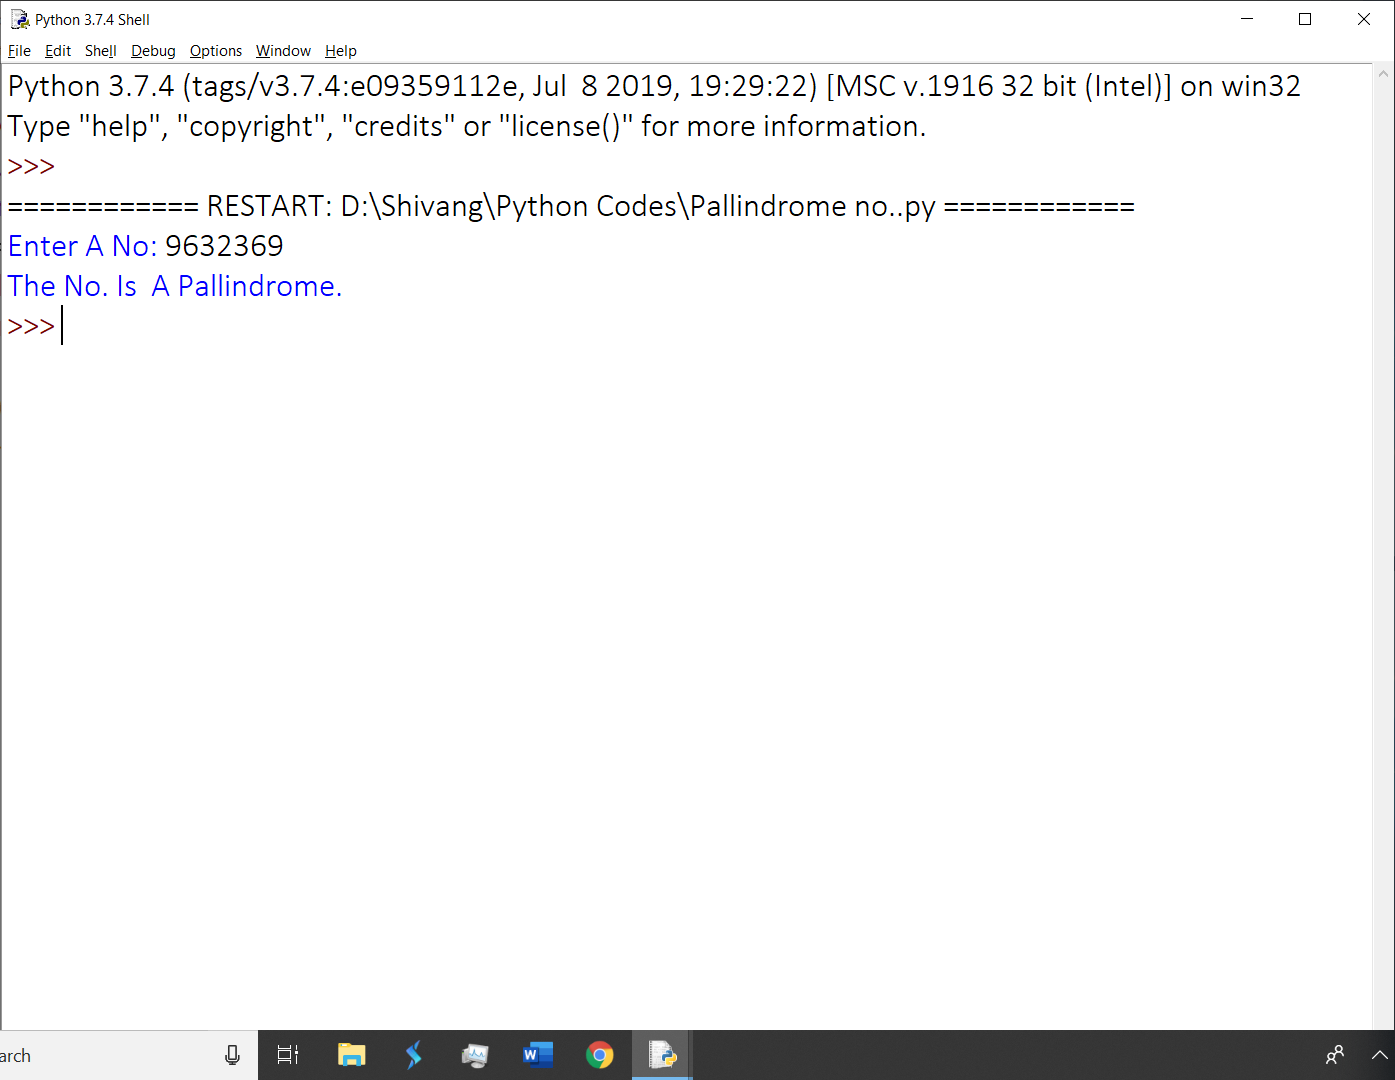 Python 3.7.4 Shell
File Edit Shell Debug Options Window Help
Python 3.7.4 (tags/v3.7.4:e09359112e, Jul  8 2019, 19:29:22) [MSC v.1916 32 bit (Intel)] on win32
Type "help", "copyright", "credits" or "license()" for more information.
>>>
============ RESTART: D:\Shivang\Python Codes\Pallindrome no..py ============
Enter A No: 9632369
The No. Is  A Pallindrome.
>>>
arch
W